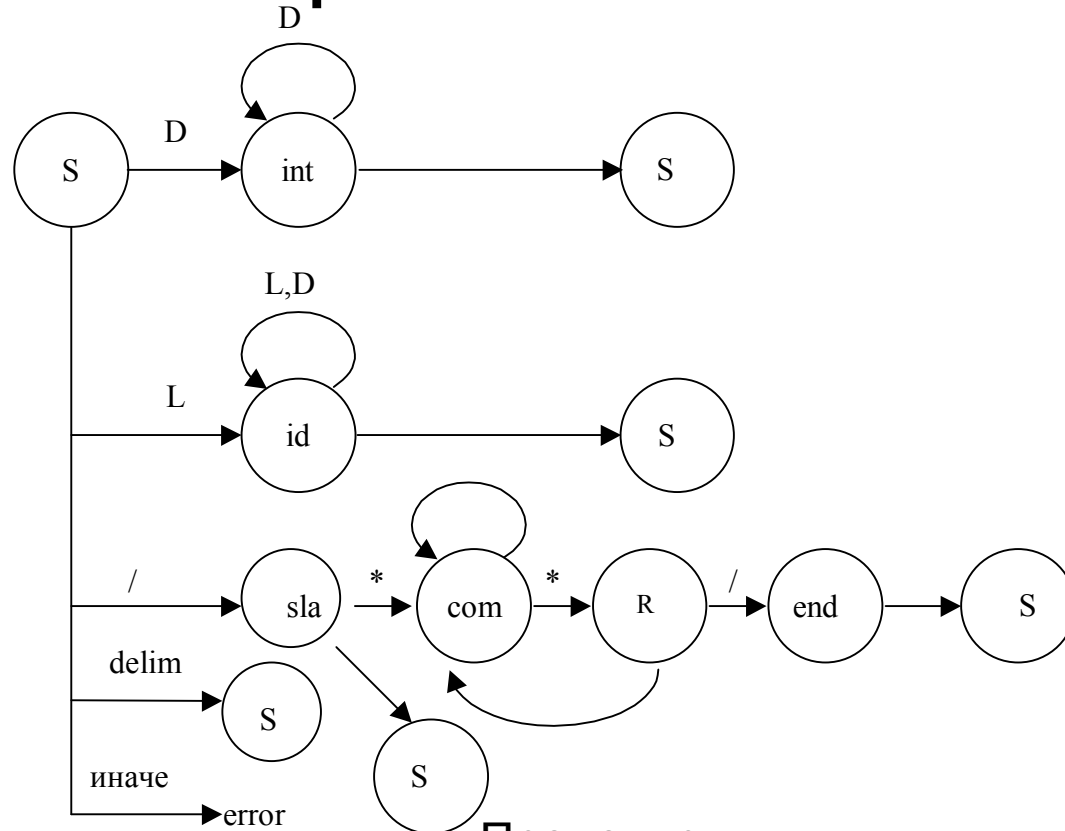 D
D
S
int
S
L,D
L
id
S
/
sla
*
com
*
R
/
end
S
delim
S
S
иначе
error